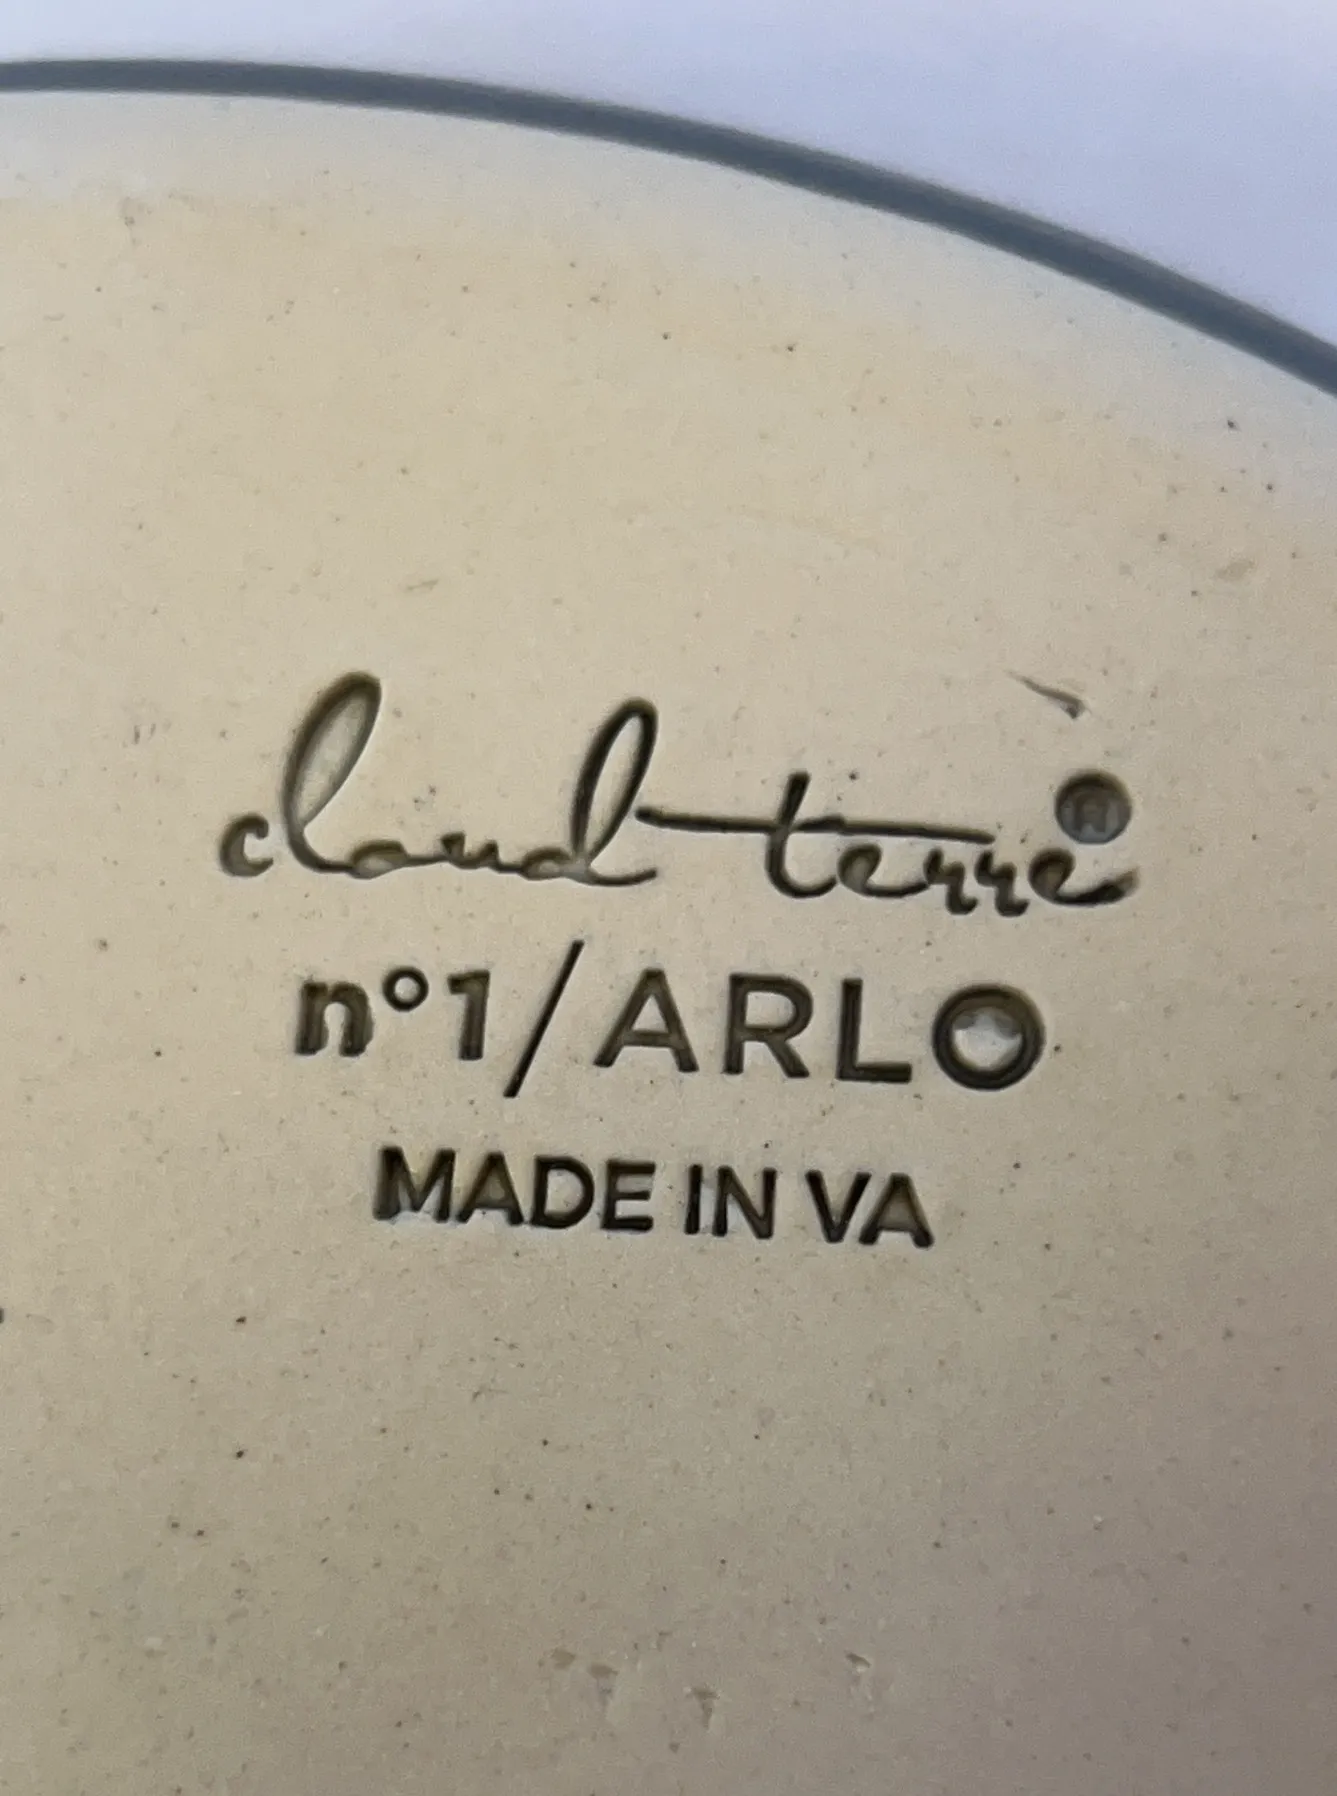 cloud terre®
n°1/ARLO
MADE IN VA